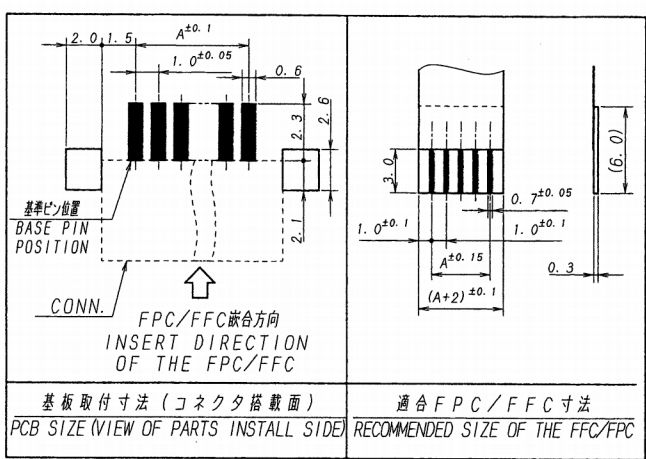 2.0
1.5
A±0.1
1.0±0.05
0.6
2.3
2.6
2.1
基準ピン位置
BASE PIN
POSITION
CONN.
FPC/FFC嵌合方向
INSERT DIRECTION
OF THE FPC/FFC
基板取付寸法(コネクタ搭載面)
PCB SIZE(VIEW OF PARTS INSTALL SIDE)
3.0
(6.0)
0.7±0.05
1.0±0.1
1.0±0.1
A±0.15
0.3
(A+2)±0.1
適合FPC/FFC寸法
RECOMMENDED SIZE OF THE FFC/FPC